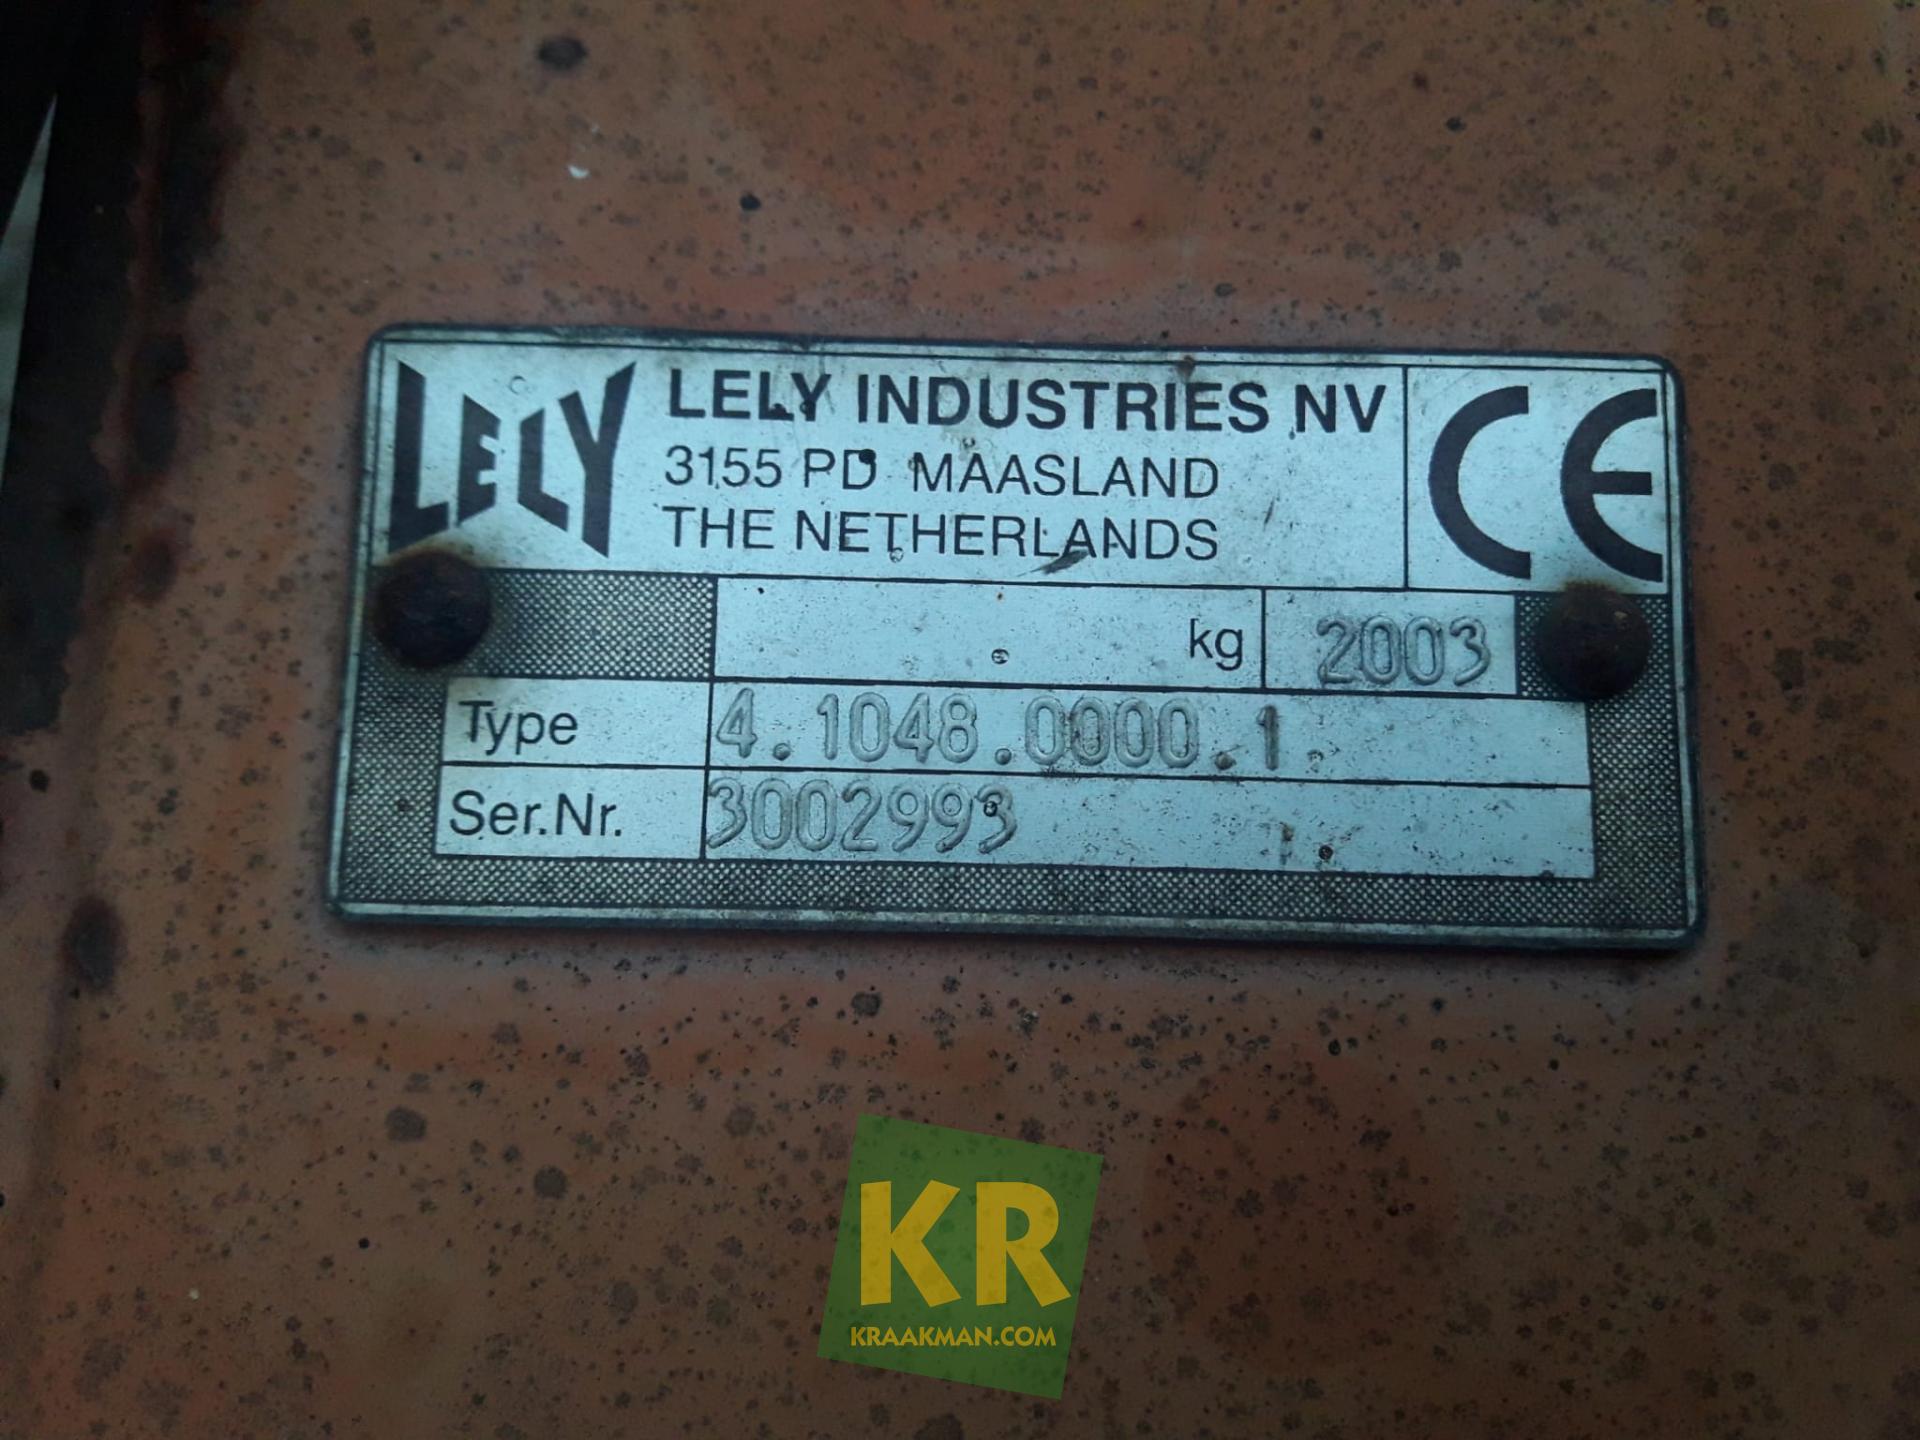 LELY
LELY INDUSTRIES NV
3155 PD MAASLAND
THE NETHERLANDS
CE
kg 2003
Type 4.1048.0000.1.
Ser.Nr. 3002993
KR
KRAAKMAN.COM